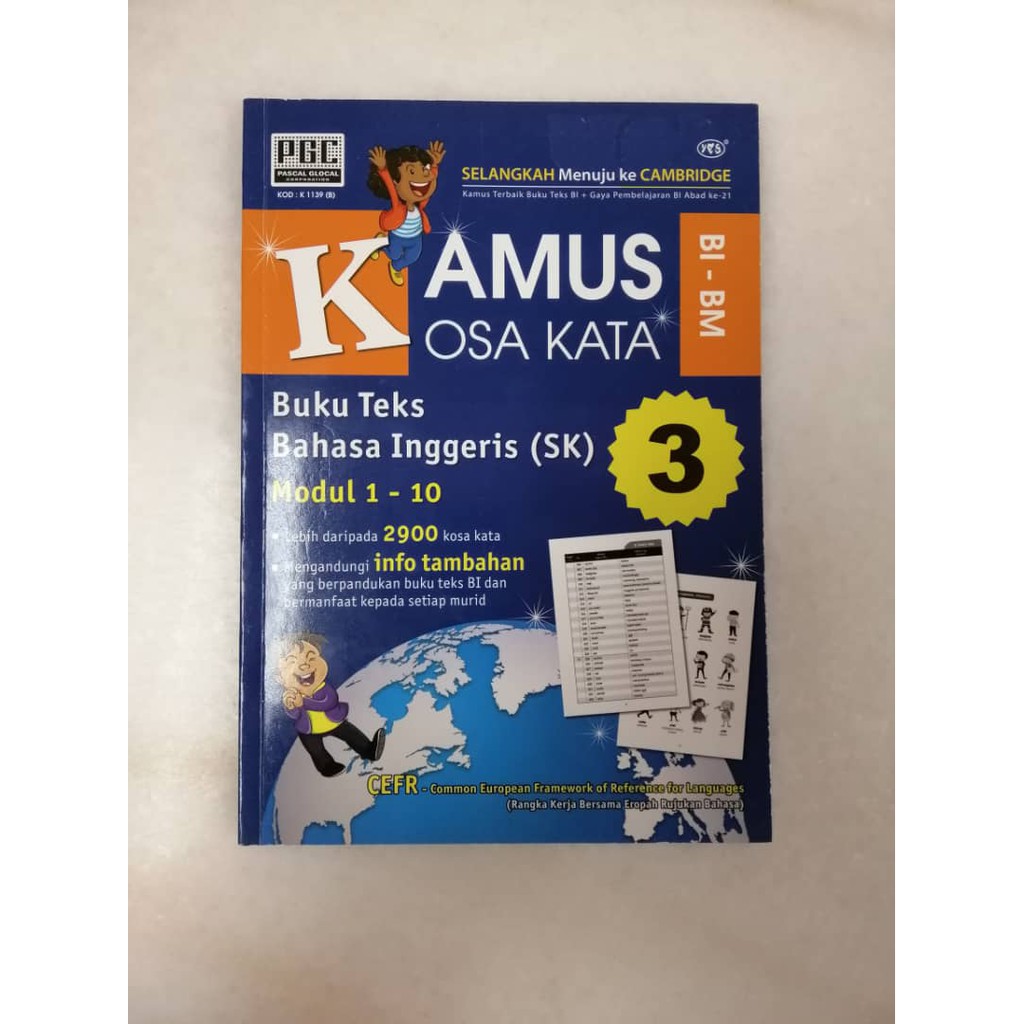 PGC
PASCAL GLOCAL
CORPORATION
KOD : K 1139 (B)
YES
SELANGKAH Menuju ke CAMBRIDGE
Kamus Terbaik Buku Teks BI + Gaya Pembelajaran BI Abad ke-21
KAMUS
OSA KATA
BI - BM
Buku Teks
Bahasa Inggeris (SK)
3
Modul 1 - 10
• Lebih daripada 2900 kosa kata
• Mengandungi info tambahan
yang berpandukan buku teks BI dan
bermanfaat kepada setiap murid
CEFR - Common European Framework of Reference for Languages
(Rangka Kerja Bersama Eropah Rujukan Bahasa)